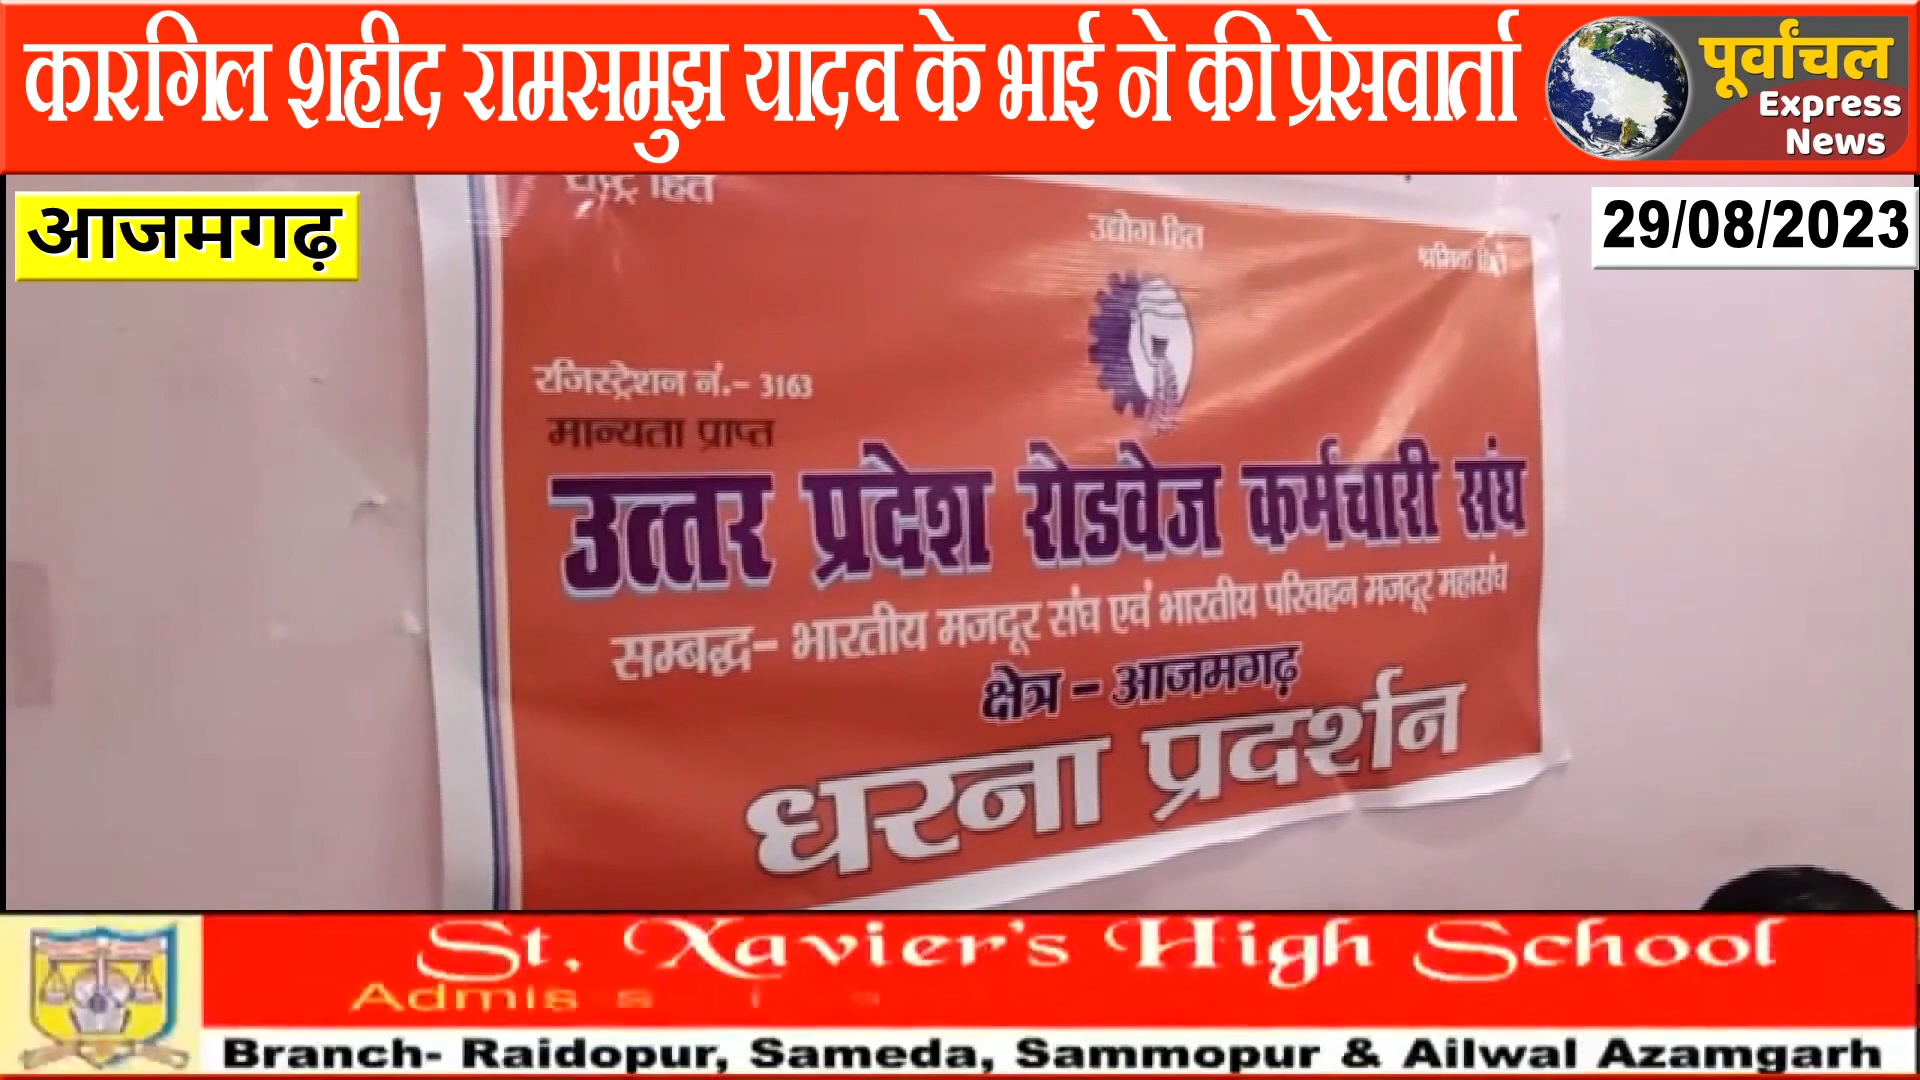 कारगिल शहीद रामसमुझ यादव के भाई ने की प्रेसवार्ता
पूर्वांचल
Express
News
आजमगढ़
29/08/2023
राष्ट्र हित
उद्योग हित
श्रमिक हित
रजिस्ट्रेशन नं.- 3163
मान्यता प्राप्त
उत्तर प्रदेश रोडवेज कर्मचारी संघ
सम्बद्ध- भारतीय मजदूर संघ एवं भारतीय परिवहन मजदूर महासंघ
क्षेत्र - आजमगढ़
धरना प्रदर्शन
St. Xavier's High School
Admis
Branch- Raidopur, Sameda, Sammopur & Ailwal Azamgarh